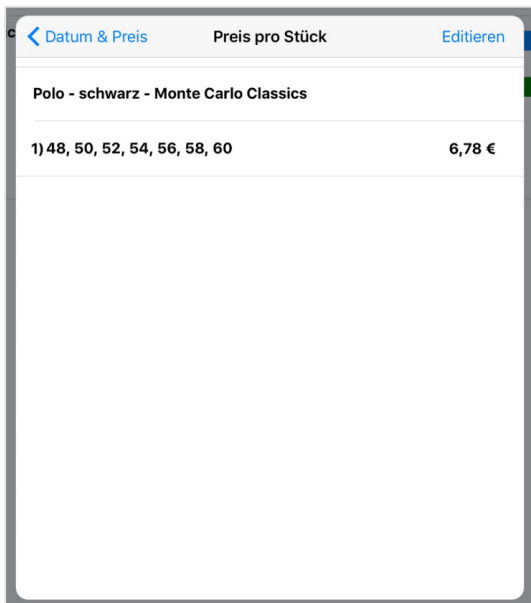 c
Datum & Preis Preis pro Stück Editieren
Polo - schwarz - Monte Carlo Classics
1) 48, 50, 52, 54, 56, 58, 60 6,78 €